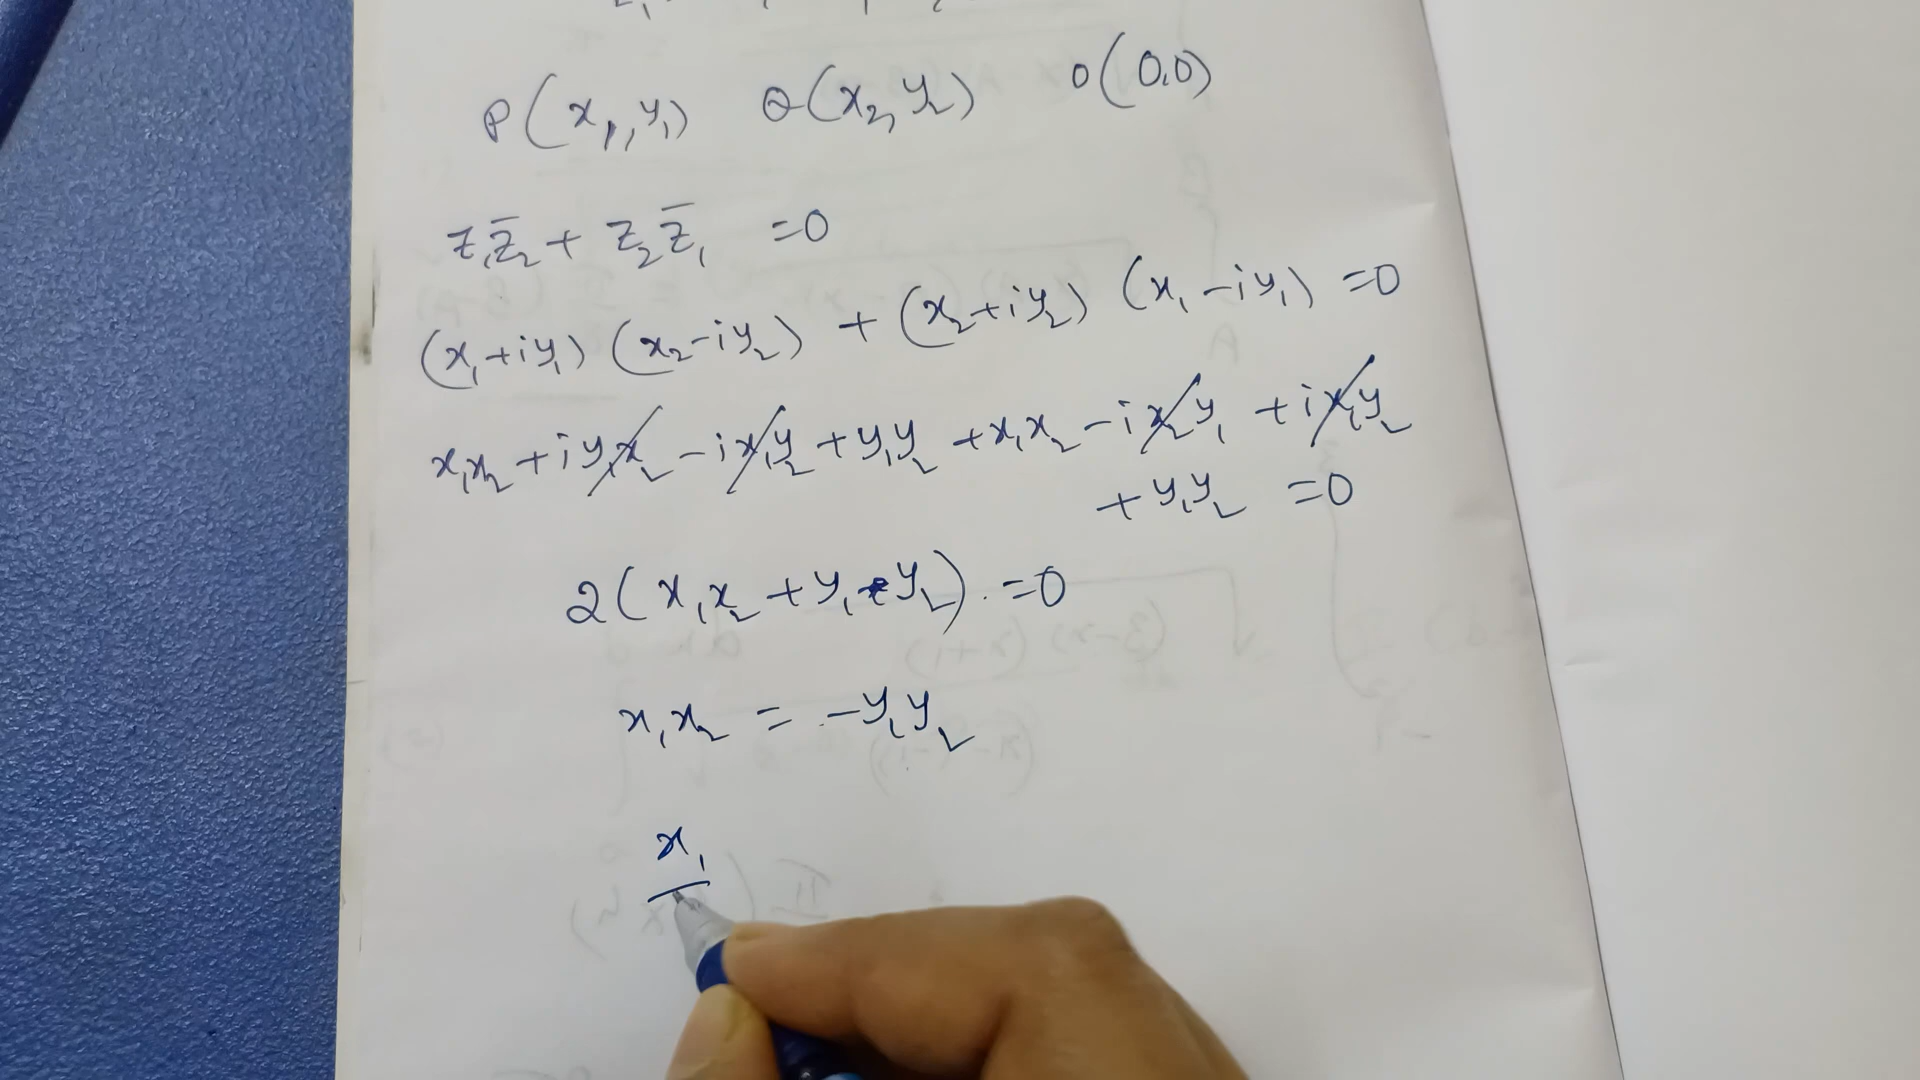 P(x₁,y₁) Q(x₂,y₂) O(0,0)
z₁z̄₂ + z₂z̄₁ =0
(x₁+iy₁) (x₂-iy₂) + (x₂+iy₂) (x₁-iy₁) =0
x₁x₂ +iy₁x₂ -ix₁y₂ +y₁y₂ +x₁x₂ -ix₂y₁ +ix₁y₂
+y₁y₂ =0
2(x₁x₂ +y₁y₂) =0
x₁x₂ = -y₁y₂
x₁